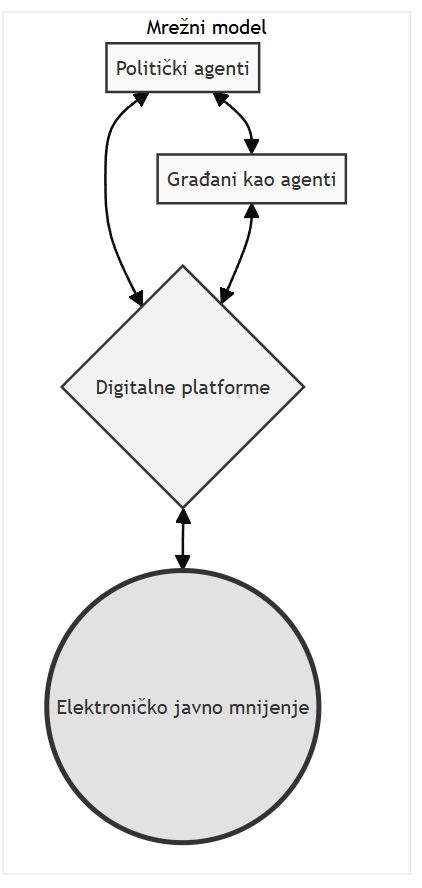 Mrežni model
Politički agenti
Građani kao agenti
Digitalne platforme
Elektroničko javno mnijenje